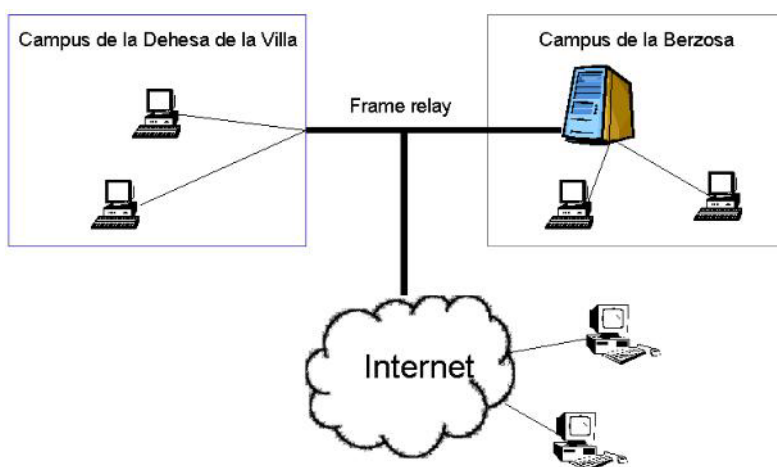 Campus de la Dehesa de la Villa
Campus de la Berzosa
Frame relay
Internet